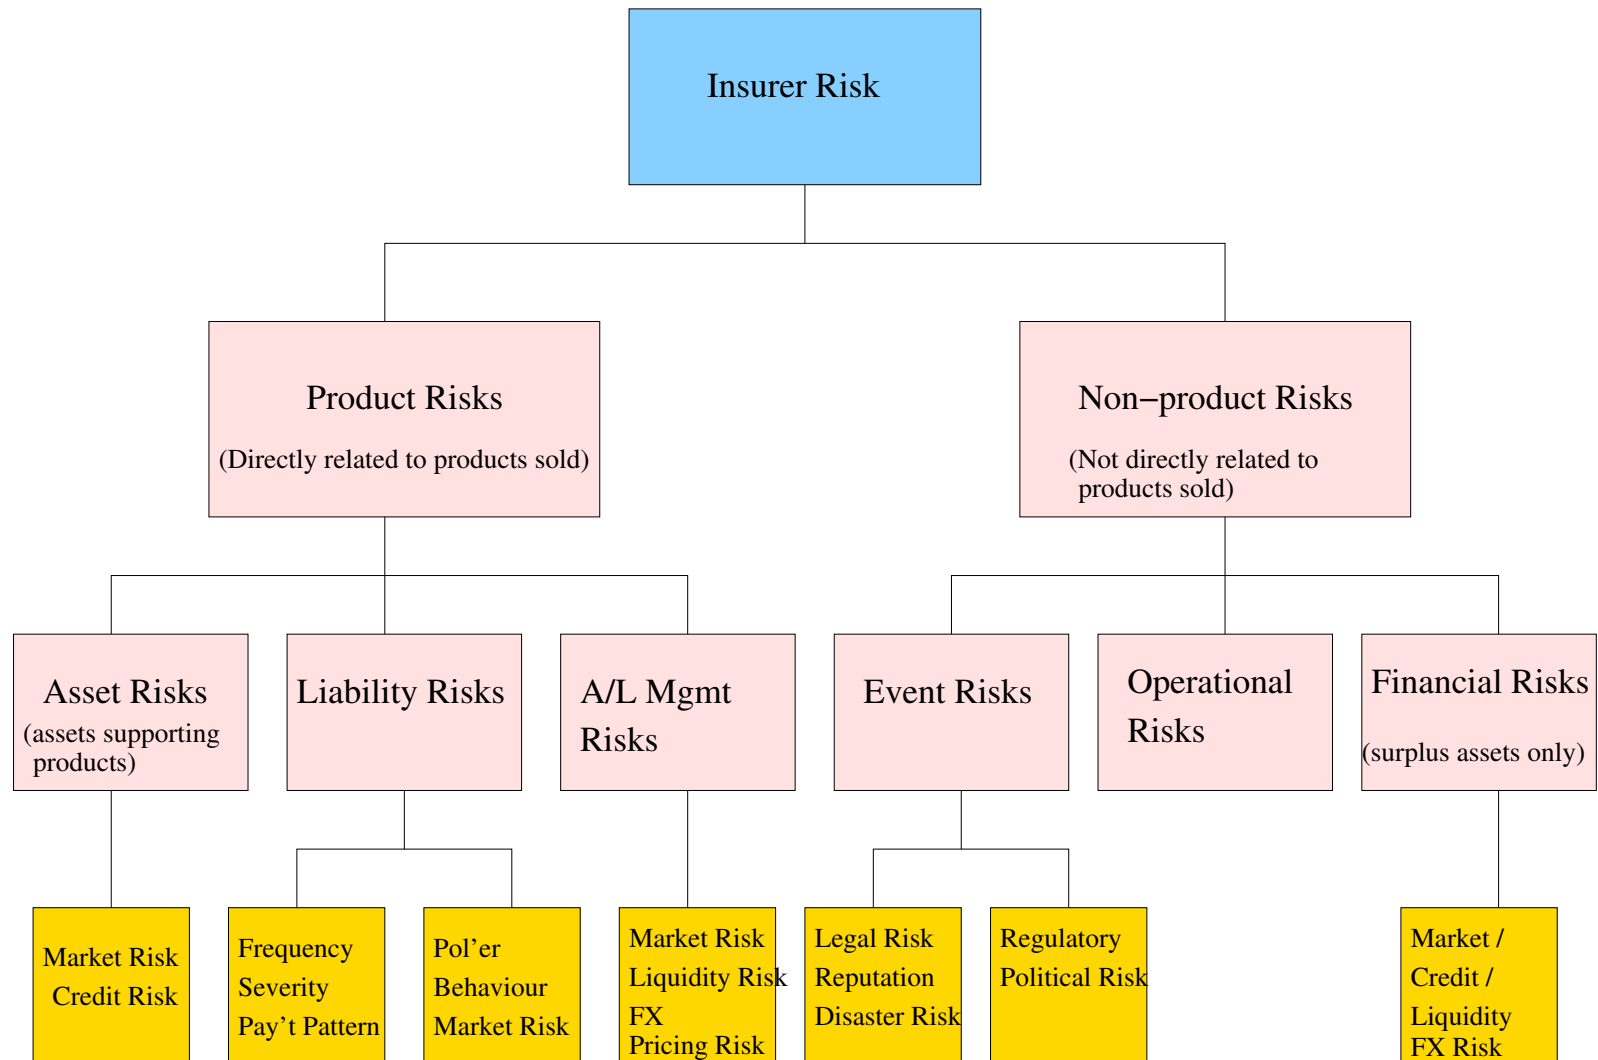 Insurer Risk
Product Risks
(Directly related to products sold)
Non−product Risks
(Not directly related to
products sold)
Asset Risks
(assets supporting
products)
Liability Risks
A/L Mgmt
Risks
Event Risks
Operational
Risks
Financial Risks
(surplus assets only)
Market Risk
Credit Risk
Frequency
Severity
Pay't Pattern
Pol'er
Behaviour
Market Risk
Market Risk
Liquidity Risk
FX
Pricing Risk
Legal Risk
Reputation
Disaster Risk
Regulatory
Political Risk
Market /
Credit /
Liquidity
FX Risk